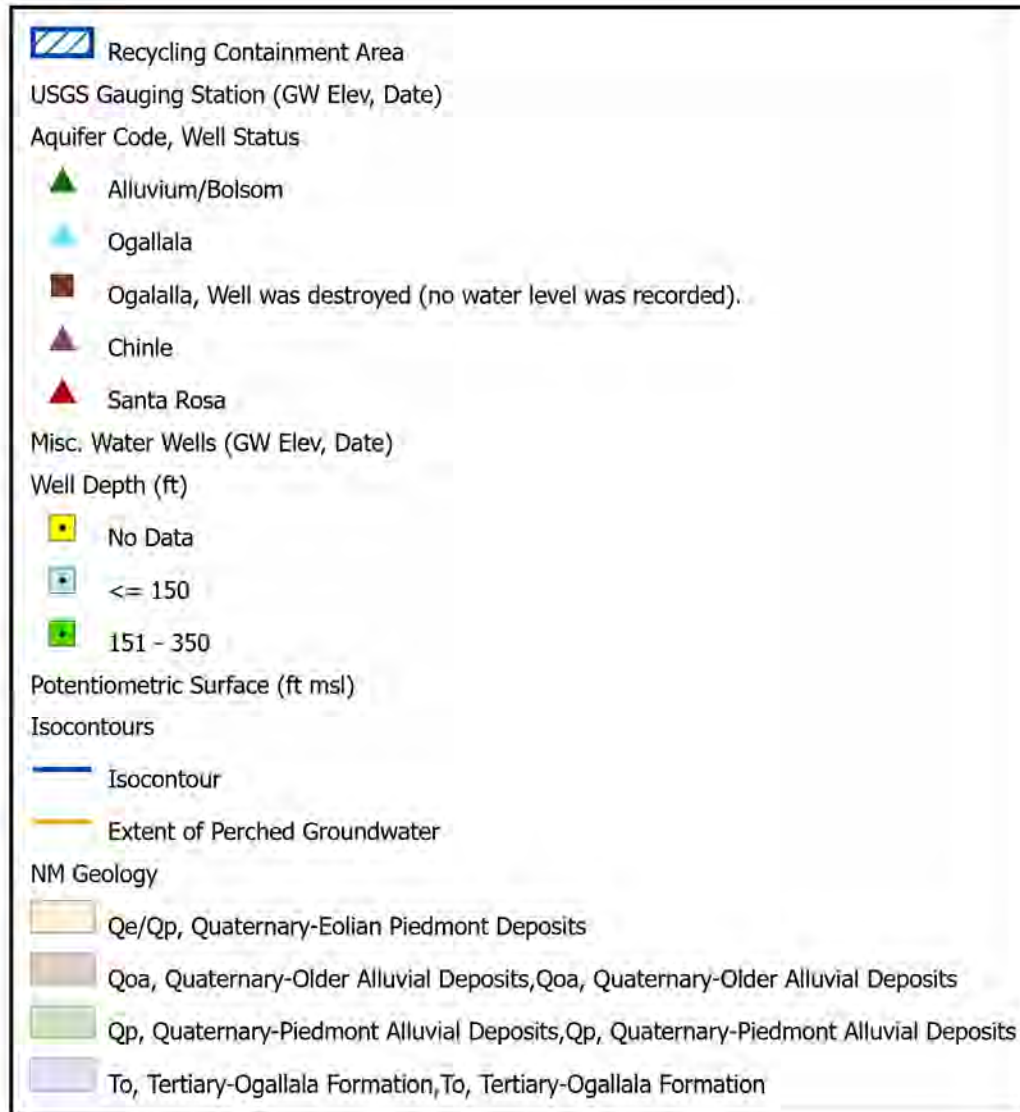 Recycling Containment Area
USGS Gauging Station (GW Elev, Date)
Aquifer Code, Well Status
Alluvium/Bolsom
Ogallala
Ogalalla, Well was destroyed (no water level was recorded).
Chinle
Santa Rosa
Misc. Water Wells (GW Elev, Date)
Well Depth (ft)
No Data
<= 150
151 - 350
Potentiometric Surface (ft msl)
Isocontours
Isocontour
Extent of Perched Groundwater
NM Geology
Qe/Qp, Quaternary-Eolian Piedmont Deposits
Qoa, Quaternary-Older Alluvial Deposits,Qoa, Quaternary-Older Alluvial Deposits
Qp, Quaternary-Piedmont Alluvial Deposits,Qp, Quaternary-Piedmont Alluvial Deposits
To, Tertiary-Ogallala Formation,To, Tertiary-Ogallala Formation